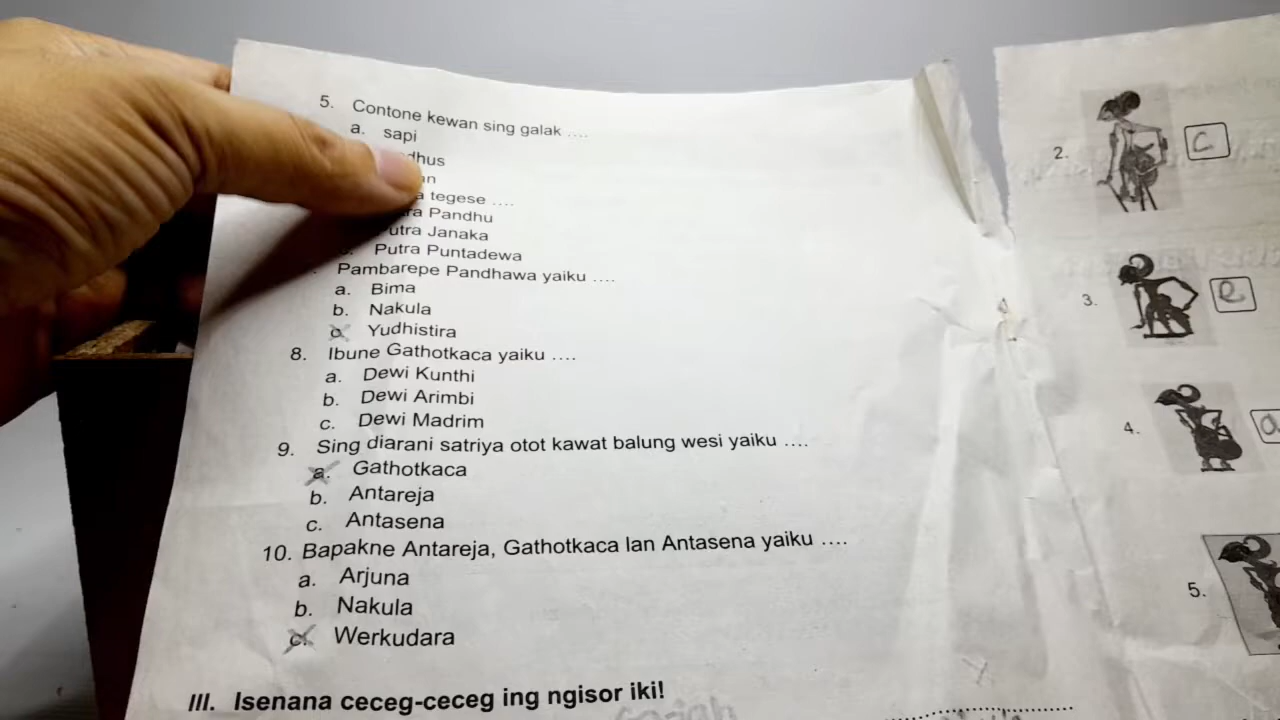 5. Contone kewan sing galak ....
a. sapi
tegese ....
Pandhu
Janaka
Putra Puntadewa
Pambarepe Pandhawa yaiku ....
a. Bima
b. Nakula
c. Yudhistira
8. Ibune Gathotkaca yaiku ....
a. Dewi Kunthi
b. Dewi Arimbi
c. Dewi Madrim
9. Sing diarani satriya otot kawat balung wesi yaiku ....
a. Gathotkaca
b. Antareja
c. Antasena
10. Bapakne Antareja, Gathotkaca lan Antasena yaiku ....
a. Arjuna
b. Nakula
c. Werkudara
III. Isenana ceceg-ceceg ing ngisor iki!
2. C
3. e
4. a
5.